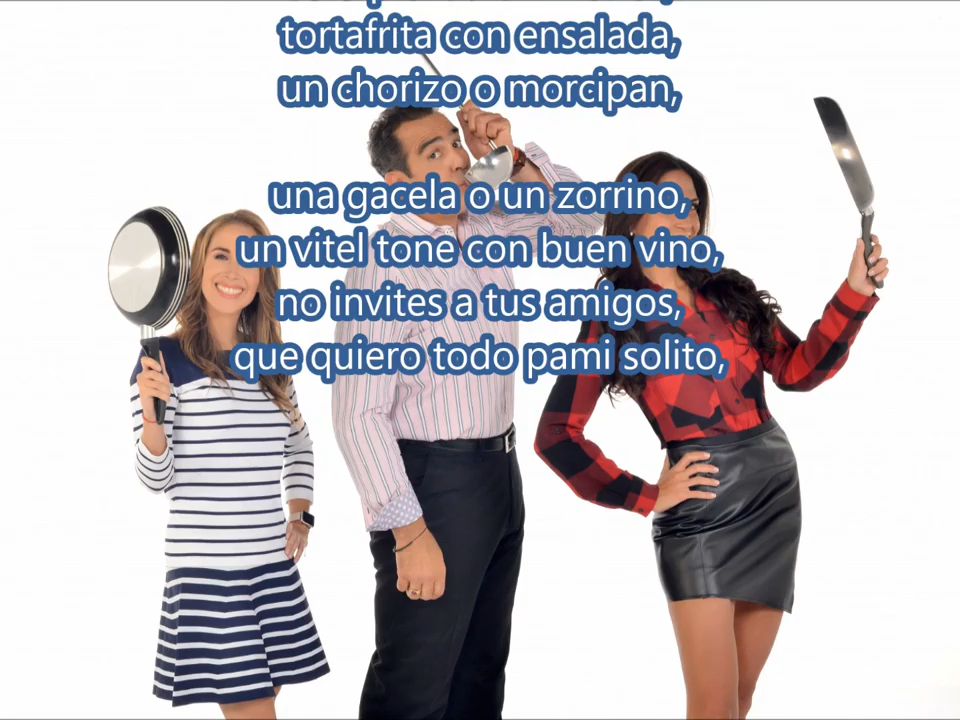 tortafrita con ensalada,
un chorizo o morcipan,
una gacela o un zorrino,
un vitel tone con buen vino,
no invites a tus amigos,
que quiero todo pami solito,